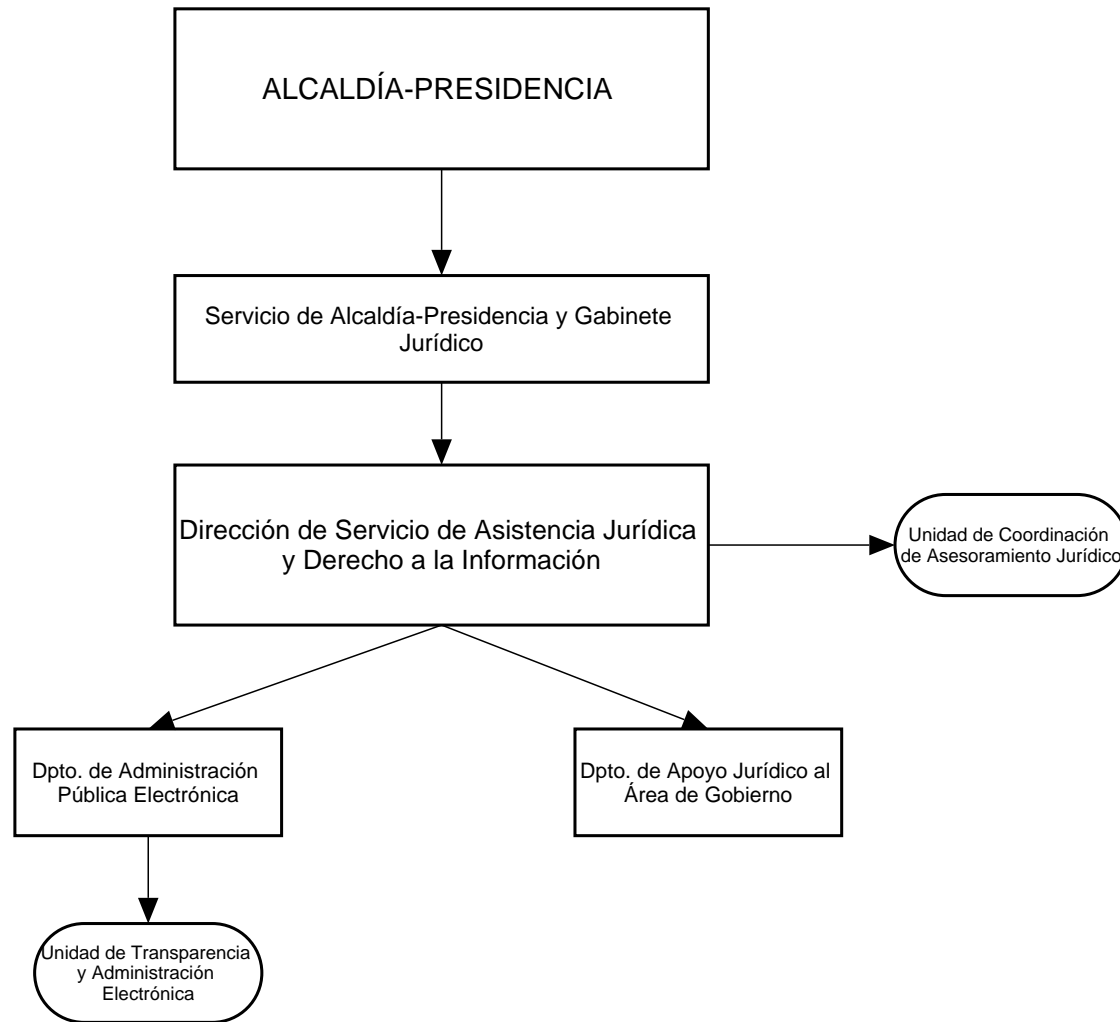 ALCALDÍA-PRESIDENCIA
Servicio de Alcaldía-Presidencia y Gabinete
Jurídico
Dirección de Servicio de Asistencia Jurídica
y Derecho a la Información
Unidad de Coordinación
de Asesoramiento Jurídico
Dpto. de Administración
Pública Electrónica
Dpto. de Apoyo Jurídico al
Área de Gobierno
Unidad de Transparencia
y Administración
Electrónica